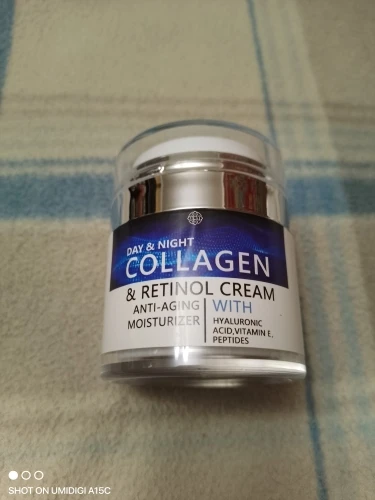 DAY & NIGHT
COLLAGEN
& RETINOL CREAM
ANTI-AGING
MOISTURIZER
WITH
HYALURONIC
ACID,VITAMIN E,
PEPTIDES
SHOT ON UMIDIGI A15C